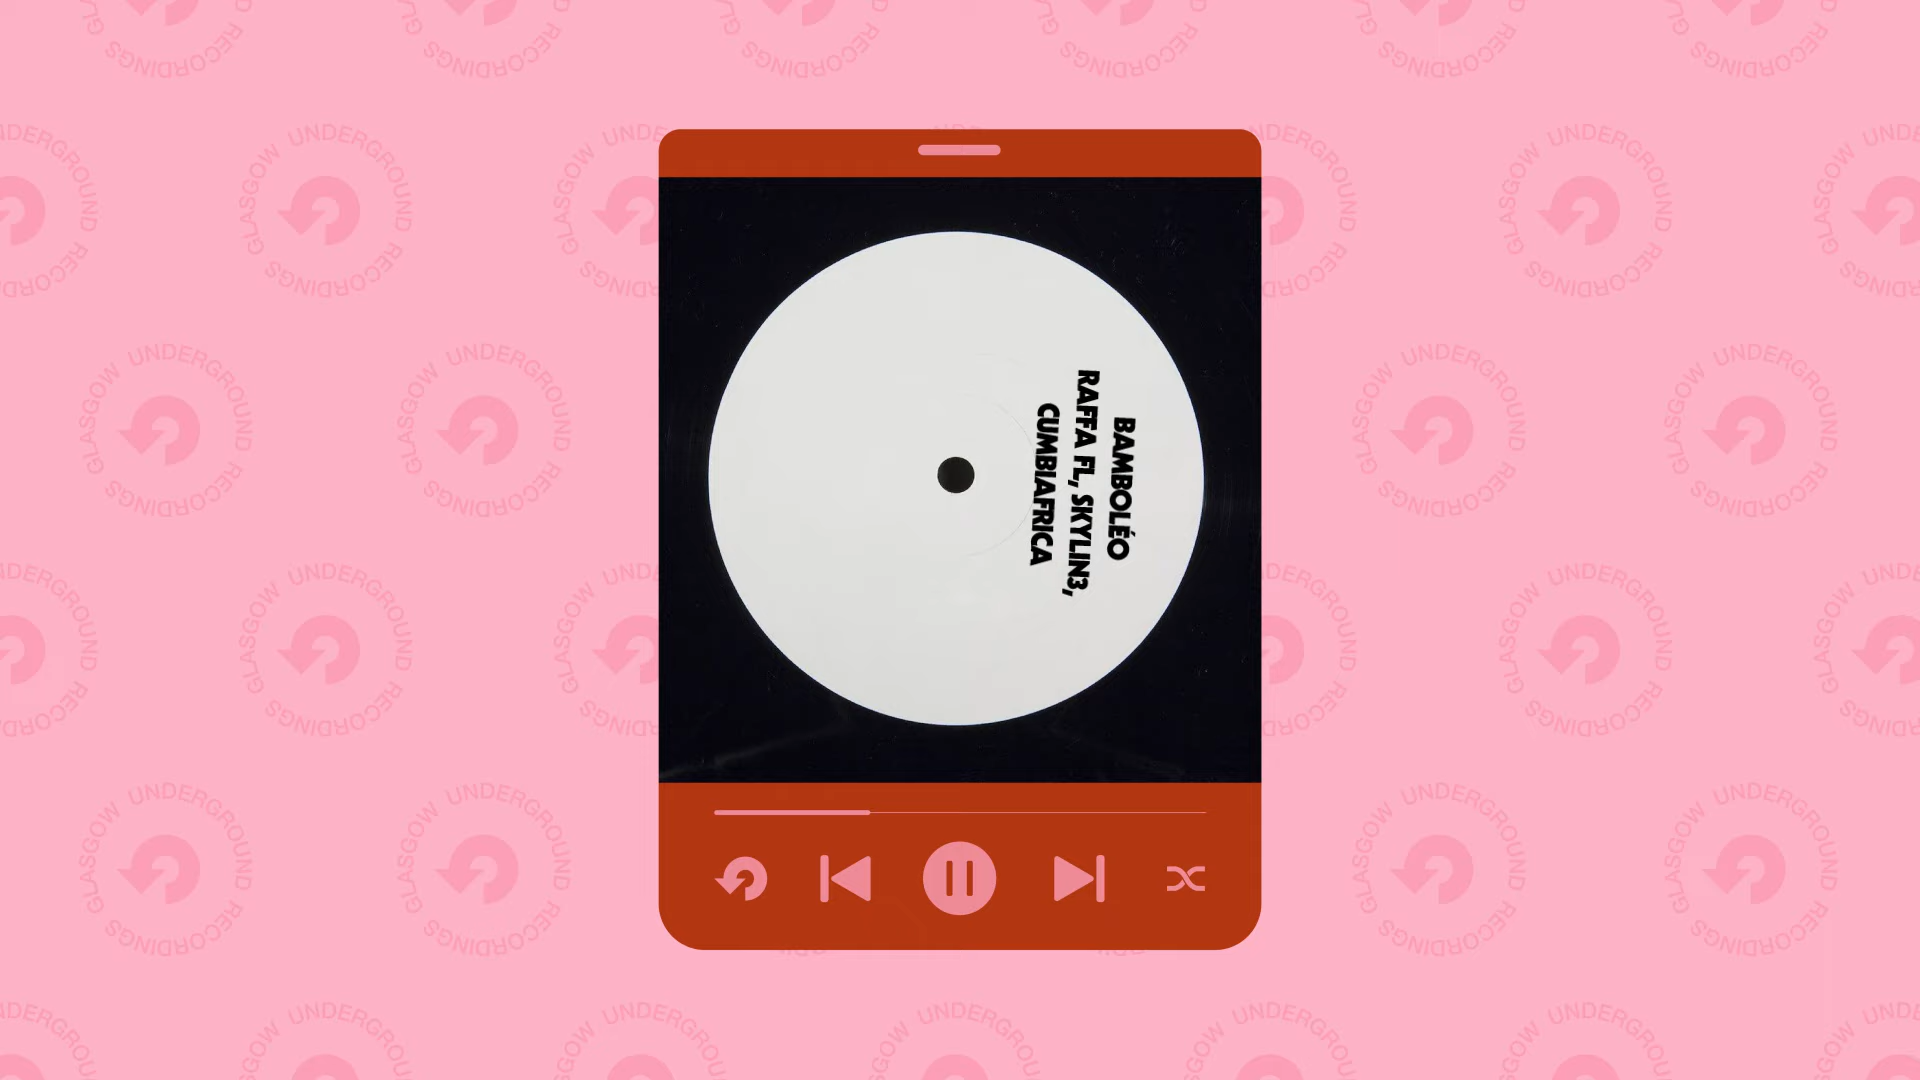 BAMBOLÉO
RAFFA FL, SKYLIN3,
CUMBIAFRICA
GLASGOW UNDERGROUND RECORDINGS